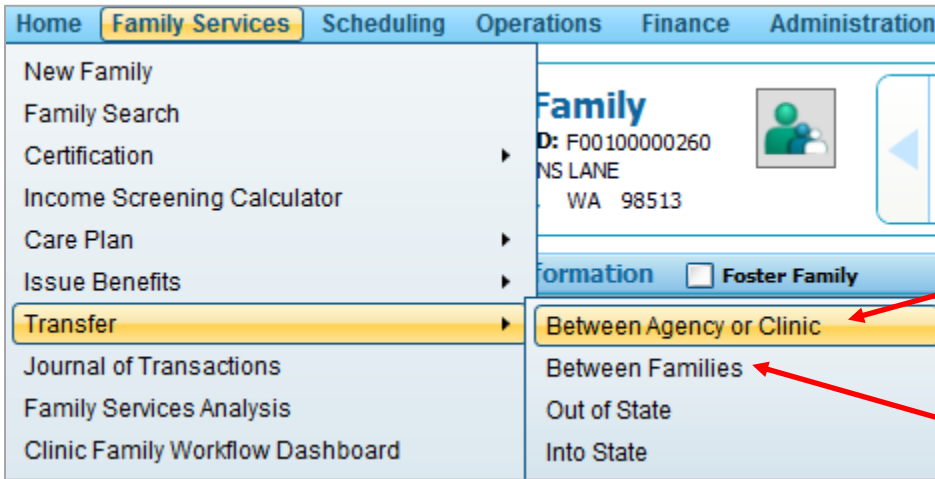 Home Family Services Scheduling Operations Finance Administration
New Family
Family Search
Certification
Income Screening Calculator
Care Plan
Issue Benefits
Transfer
Journal of Transactions
Family Services Analysis
Clinic Family Workflow Dashboard
Family
D: F00100000260
NS LANE
WA 98513
formation Foster Family
Between Agency or Clinic
Between Families
Out of State
Into State